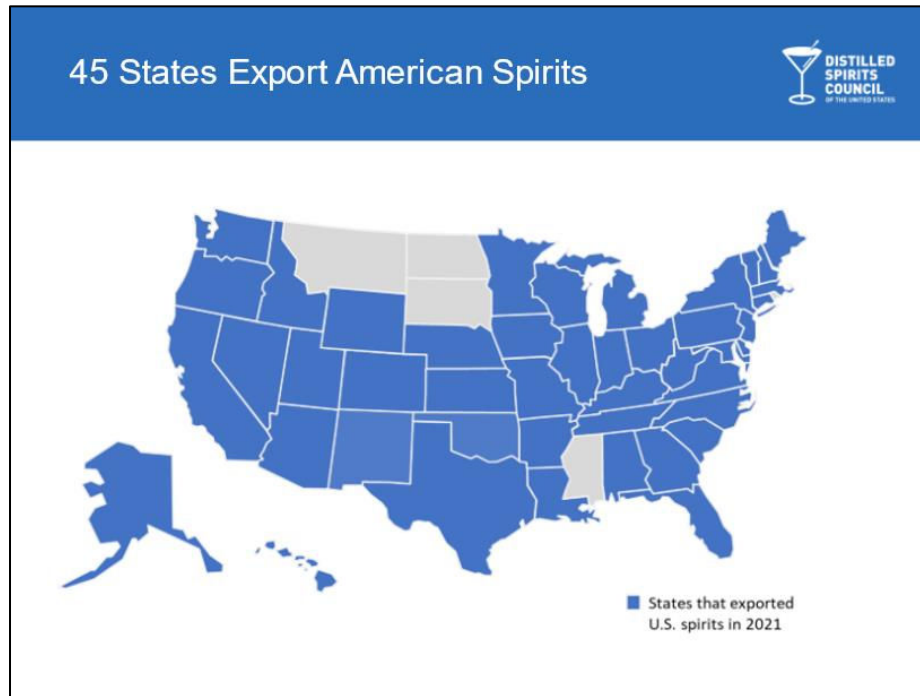 45 States Export American Spirits
DISTILLED
SPIRITS
COUNCIL
OF THE UNITED STATES
States that exported
U.S. spirits in 2021